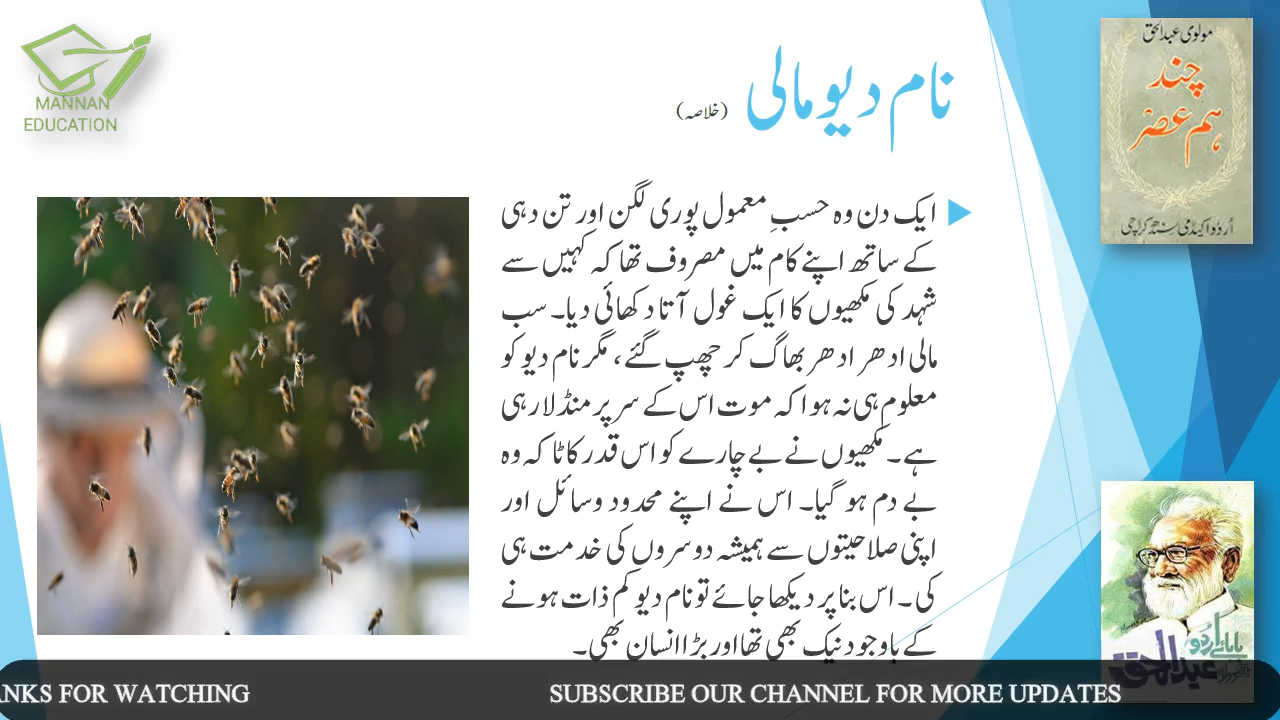 MANNAN
EDUCATION
نام دیو مالی (خلاصہ)
مولوی عبدالحق
چند
ہم عصر
اُردو اکیڈمی سندھ کراچی
ایک دن وہ حسبِ معمول پوری لگن اور تن دہی
کے ساتھ اپنے کام میں مصروف تھا کہ کہیں سے
شہد کی مکھیوں کا ایک غول آتا دکھائی دیا۔ سب
مالی ادھر ادھر بھاگ کر چھپ گئے، مگر نام دیو کو
معلوم ہی نہ ہوا کہ موت اس کے سر پر منڈلا رہی
ہے۔ مکھیوں نے بے چارے کو اس قدر کاٹا کہ وہ
بے دم ہو گیا۔ اس نے اپنے محدود وسائل اور
اپنی صلاحیتوں سے ہمیشہ دوسروں کی خدمت ہی
کی۔ اس بنا پر دیکھا جائے تو نام دیو کم ذات ہونے
کے باوجود نیک بھی تھا اور بڑا انسان بھی۔
بابائے اُردو
عبدالحق
ANKS FOR WATCHING
SUBSCRIBE OUR CHANNEL FOR MORE UPDATES